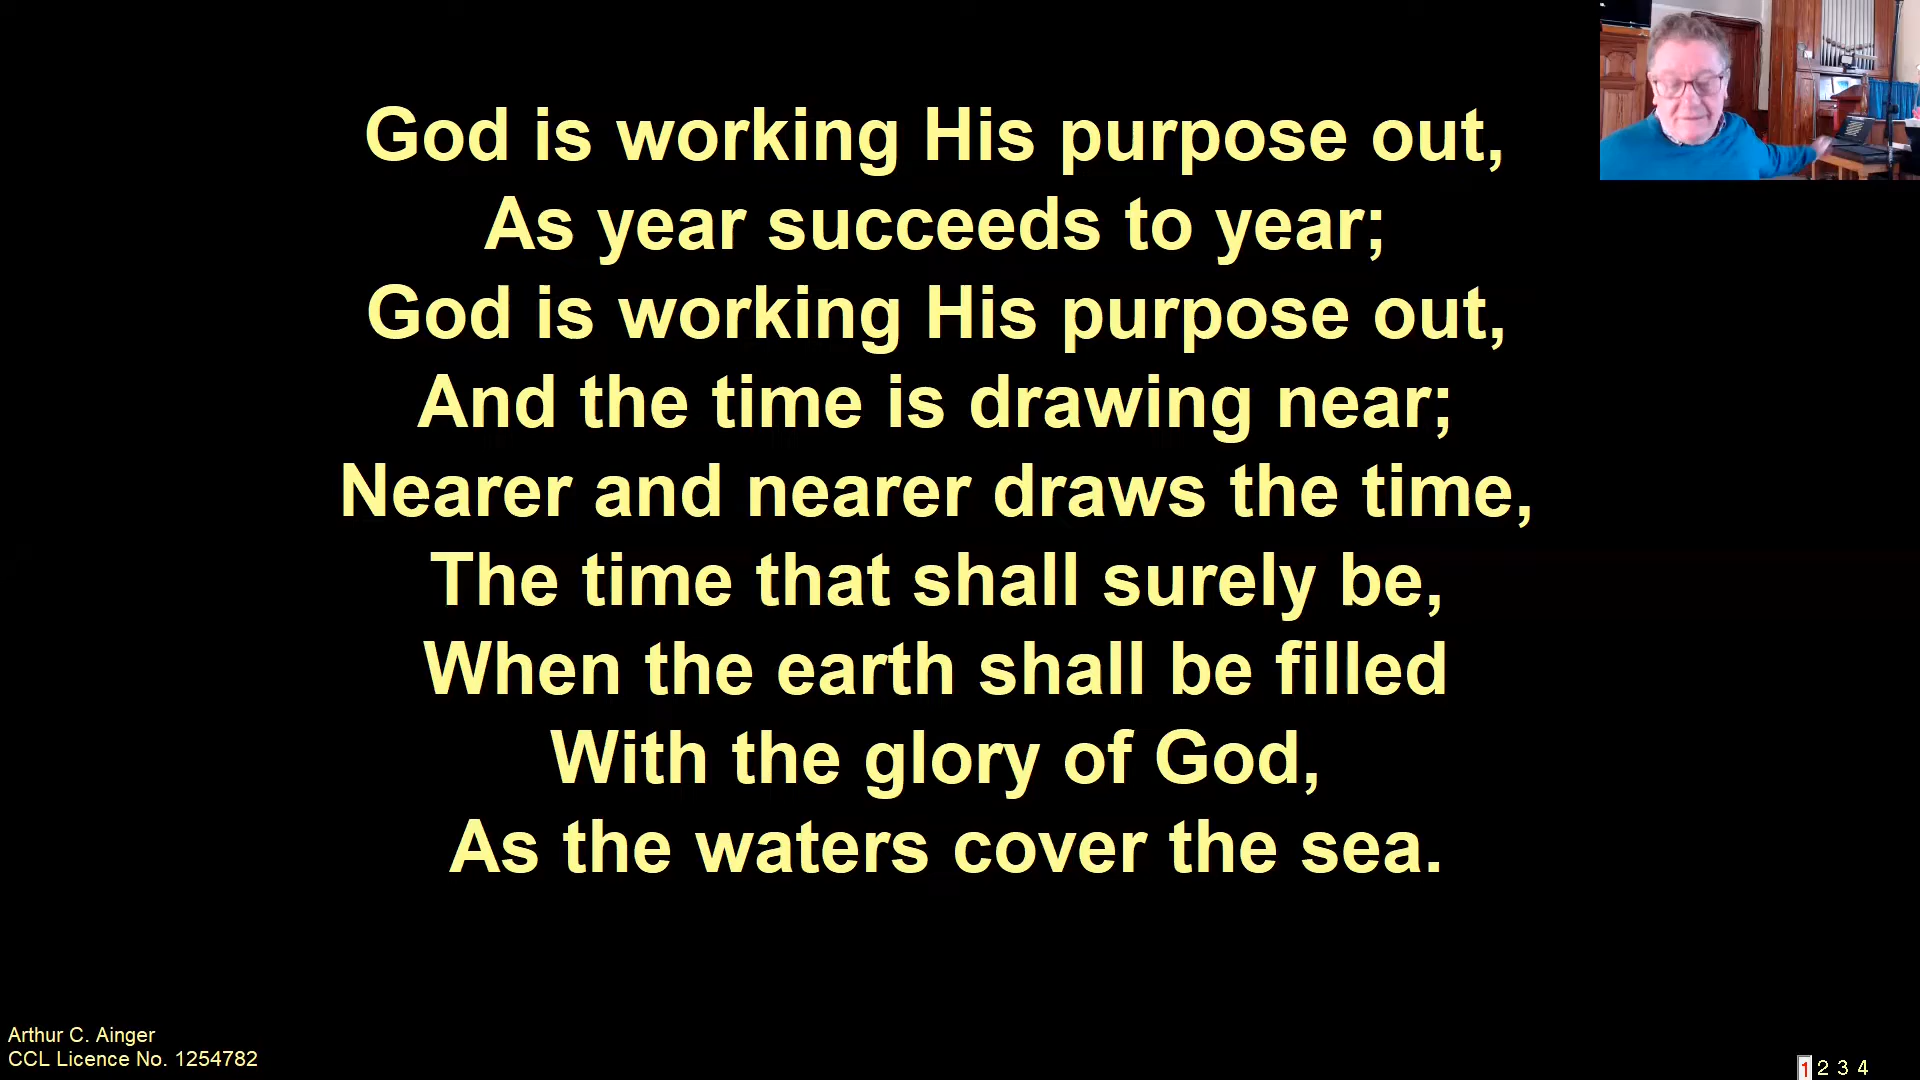 God is working His purpose out,
As year succeeds to year;
God is working His purpose out,
And the time is drawing near;
Nearer and nearer draws the time,
The time that shall surely be,
When the earth shall be filled
With the glory of God,
As the waters cover the sea.
Arthur C. Ainger
CCL Licence No. 1254782
1 2 3 4